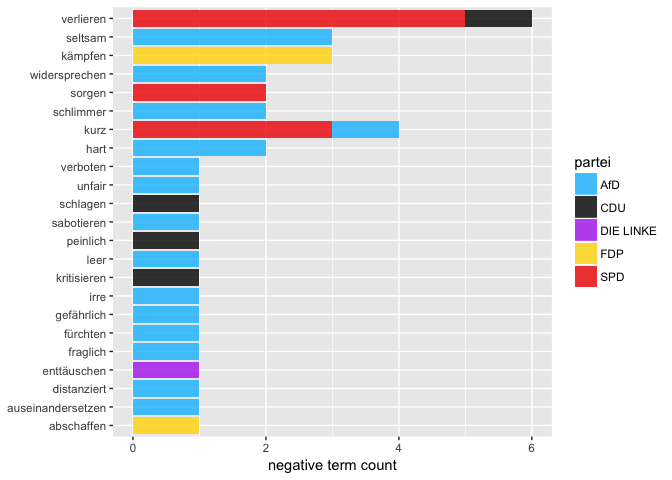 verlieren
seltsam
kämpfen
widersprechen
sorgen
schlimmer
kurz
hart
verboten
unfair
schlagen
sabotieren
peinlich
leer
kritisieren
irre
gefährlich
fürchten
fraglich
enttäuschen
distanziert
auseinandersetzen
abschaffen
0 2 4 6
negative term count
partei
AfD
CDU
DIE LINKE
FDP
SPD